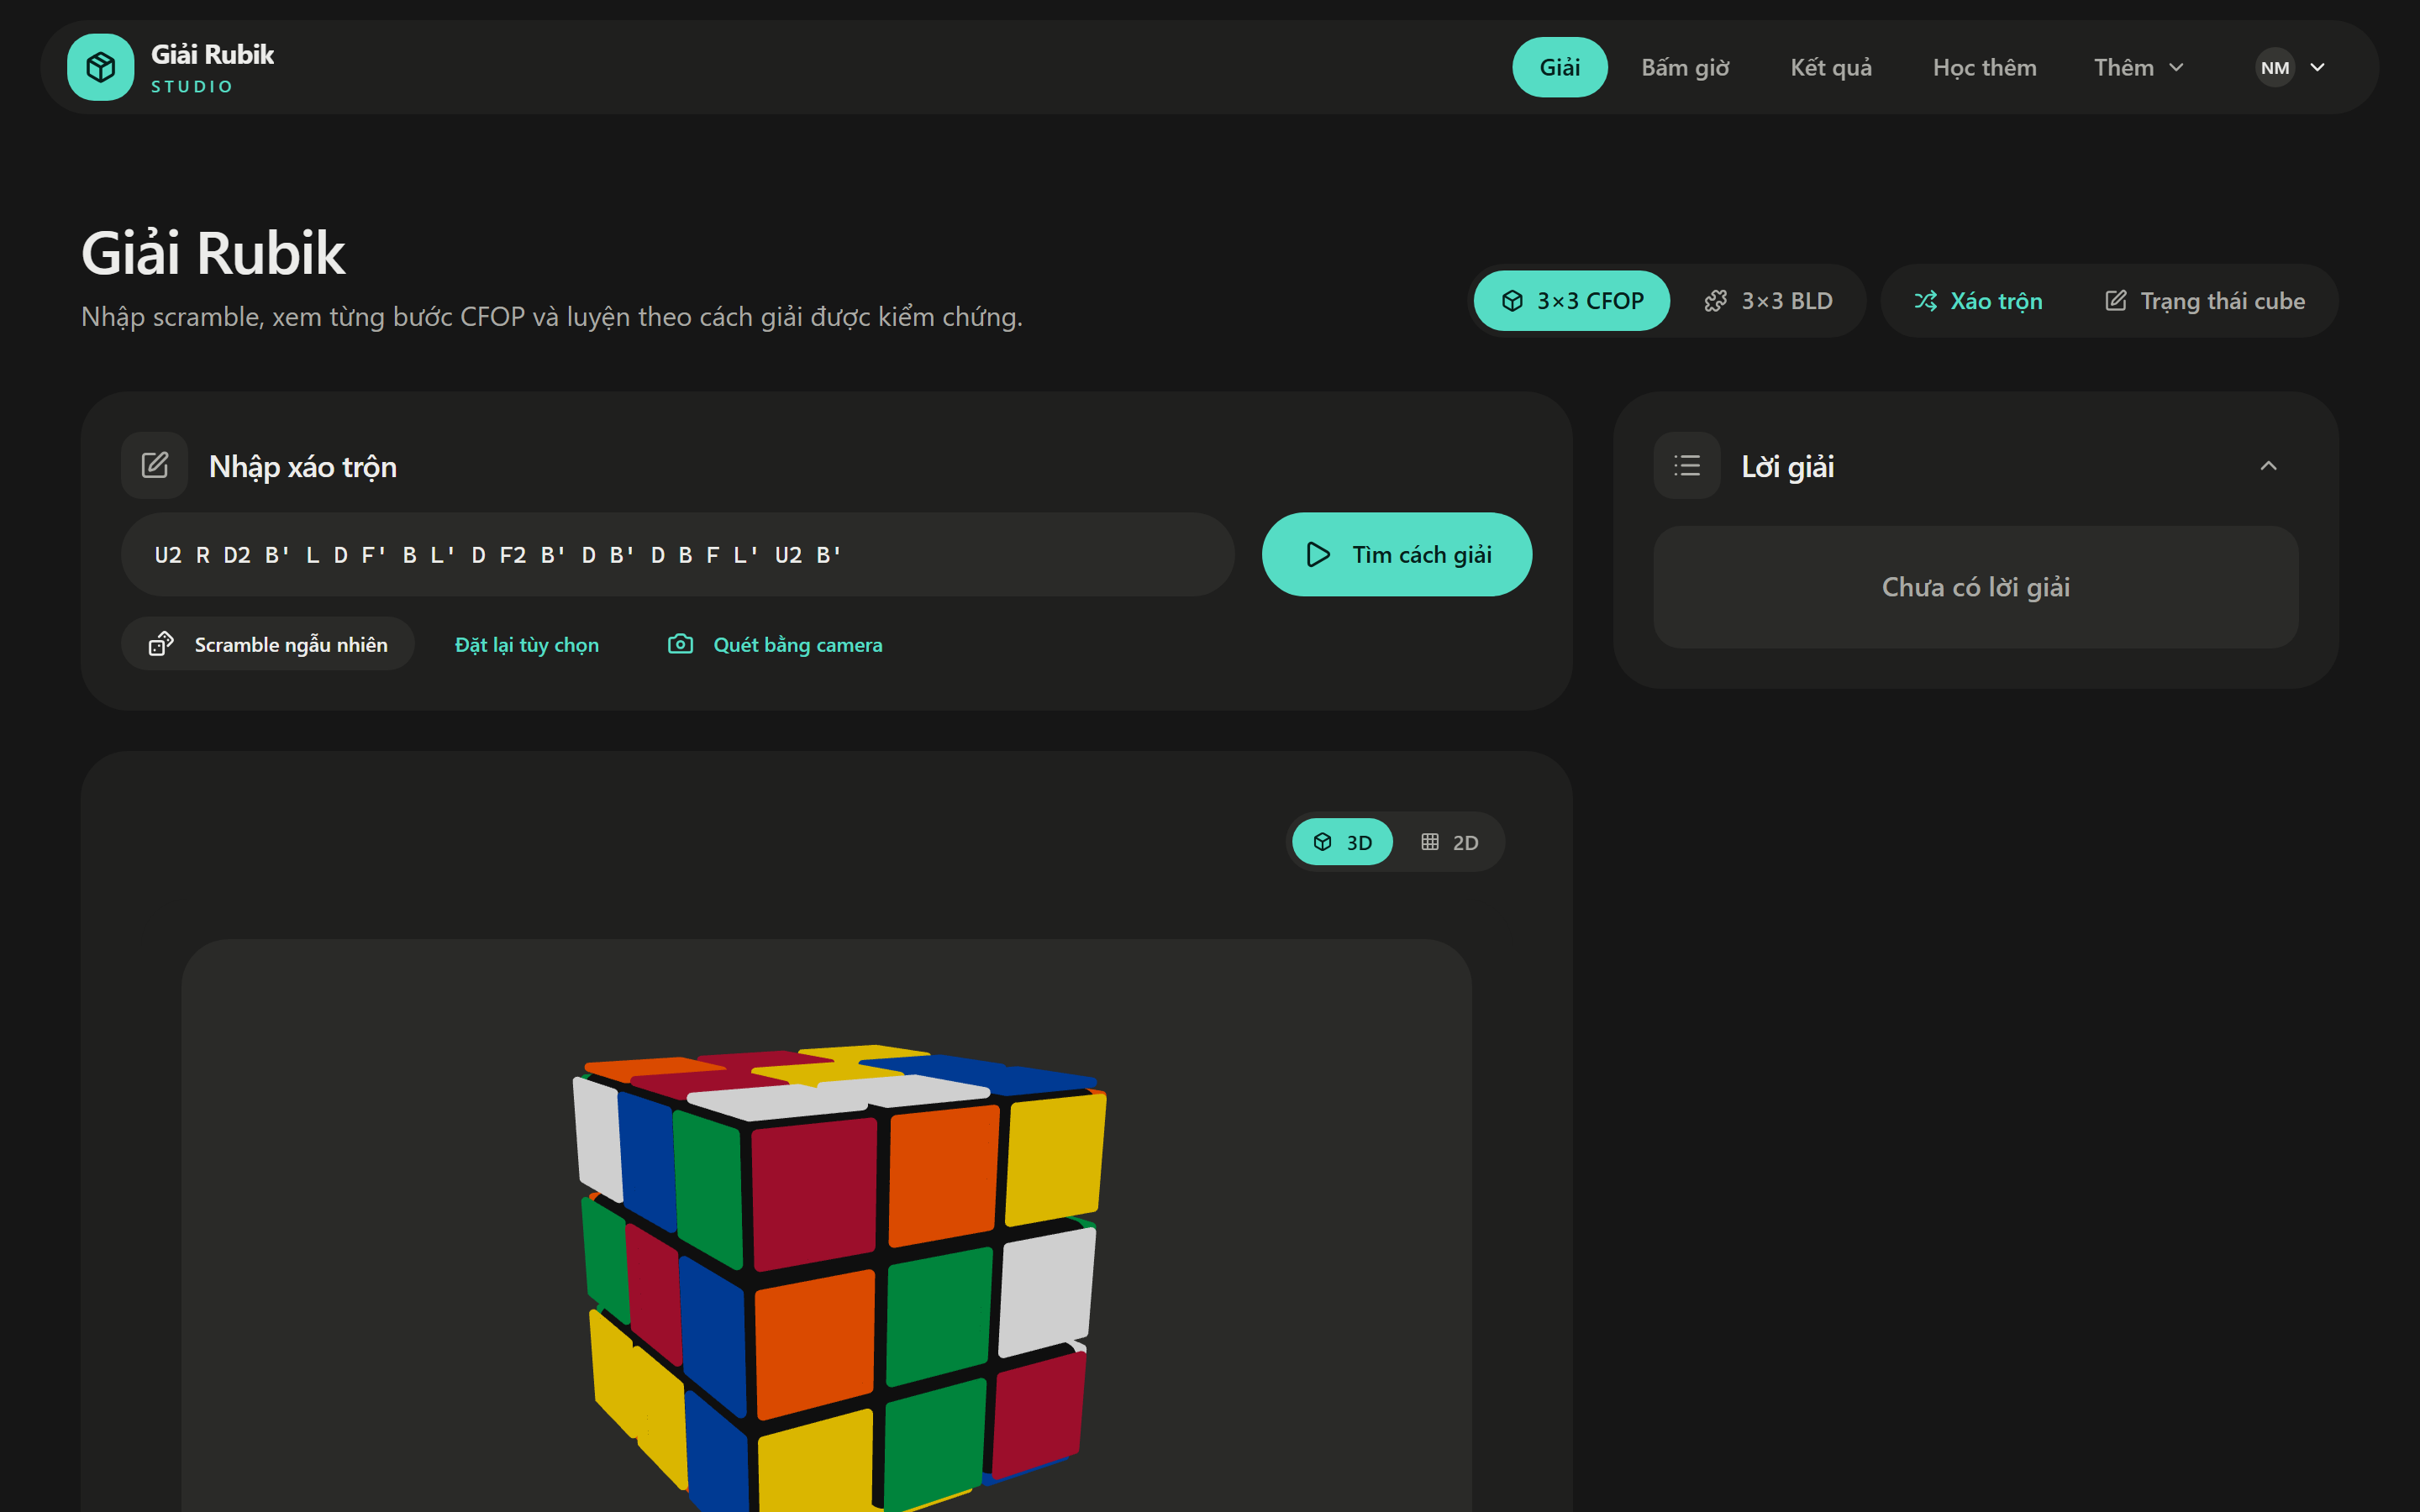 Giải Rubik
STUDIO
Giải
Bấm giờ
Kết quả
Học thêm
Thêm
NM
Giải Rubik
Nhập scramble, xem từng bước CFOP và luyện theo cách giải được kiểm chứng.
3×3 CFOP
3×3 BLD
Xáo trộn
Trạng thái cube
Nhập xáo trộn
U2 R D2 B' L D F' B L' D F2 B' D B' D B F L' U2 B'
Tìm cách giải
Scramble ngẫu nhiên
Đặt lại tùy chọn
Quét bằng camera
Lời giải
Chưa có lời giải
3D
2D